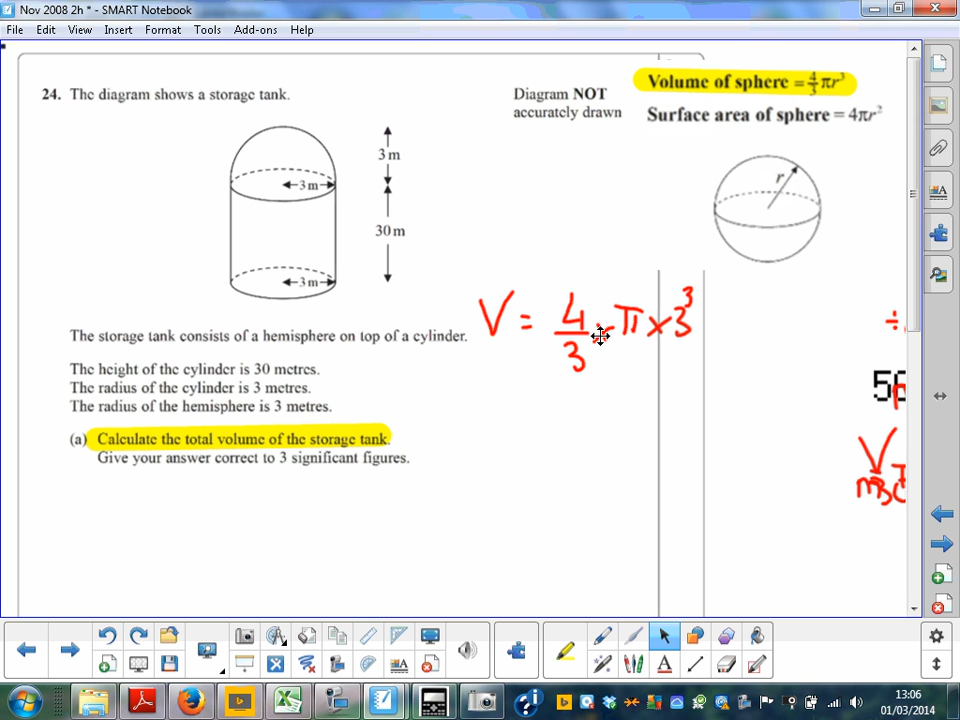 Nov 2008 2h * - SMART Notebook
File Edit View Insert Format Tools Add-ons Help
24. The diagram shows a storage tank.
Diagram NOT
accurately drawn
Volume of sphere = 4/3 πr³
Surface area of sphere = 4πr²
3 m
3 m
30 m
3 m
r
V = 4/3 × π × 3³
÷
The storage tank consists of a hemisphere on top of a cylinder.
The height of the cylinder is 30 metres.
The radius of the cylinder is 3 metres.
The radius of the hemisphere is 3 metres.
56
V
(a) Calculate the total volume of the storage tank.
Give your answer correct to 3 significant figures.
13:06
01/03/2014